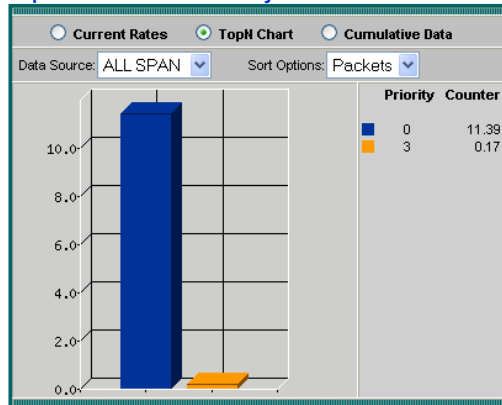 Current Rates TopN Chart Cumulative Data
Data Source: ALL SPAN Sort Options: Packets
Priority Counter
0 11.39
3 0.17
10.0
8.0
6.0
4.0
2.0
0.0